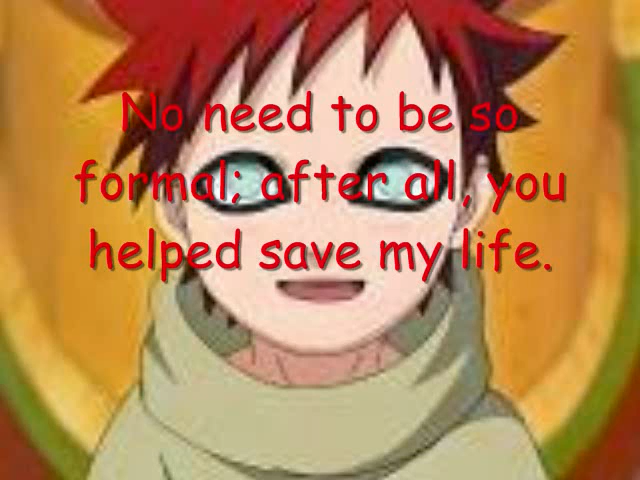 No need to be so
formal; after all, you
helped save my life.